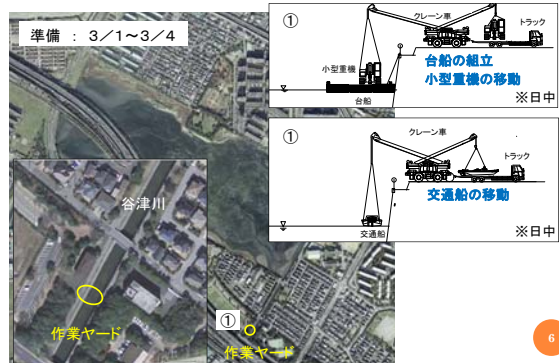 準備 : 3/1~3/4
①
クレーン車
トラック
小型重機
台船の組立
小型重機の移動
台船
※日中
①
クレーン車
トラック
交通船の移動
交通船
※日中
谷津川
作業ヤード
①
作業ヤード
6